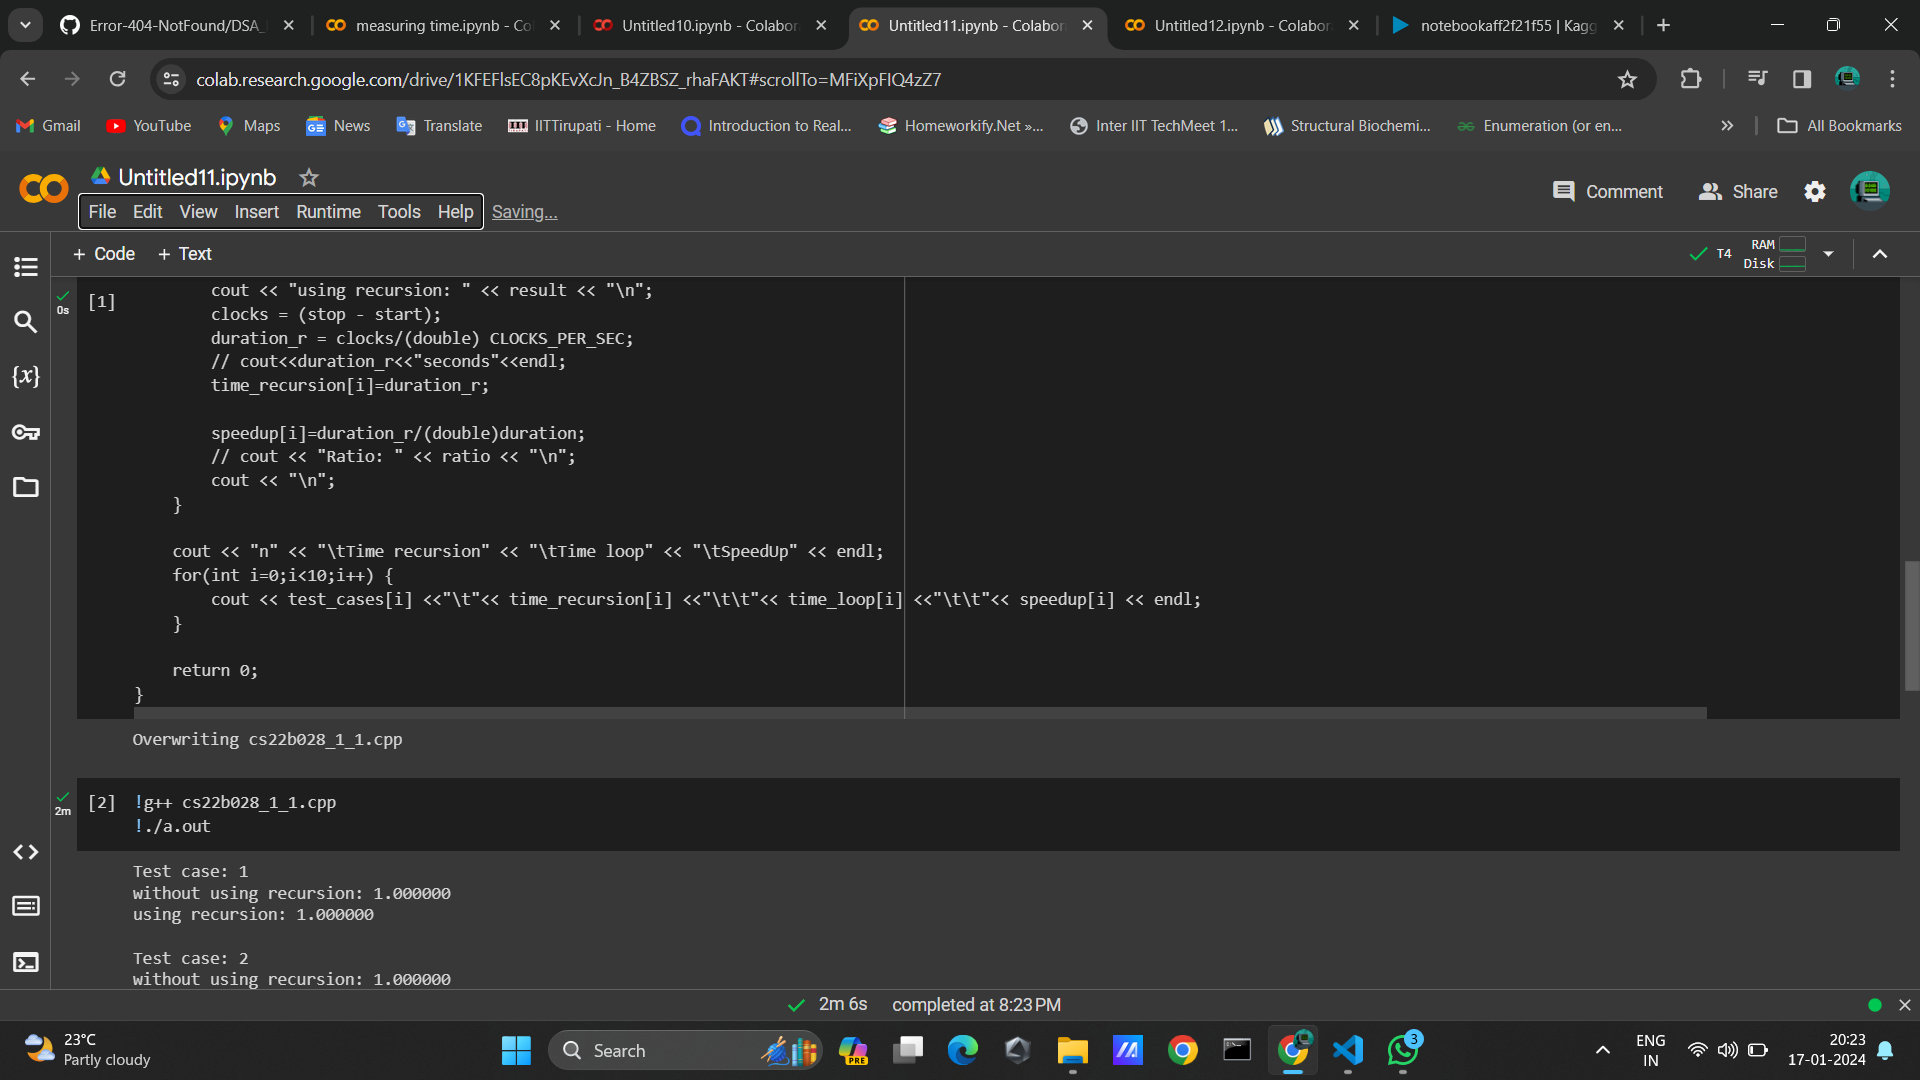 Error-404-NotFound/DSA_
measuring time.ipynb - Co
Untitled10.ipynb - Colabor
Untitled11.ipynb - Colabor
Untitled12.ipynb - Colabor
notebookaff2f21f55 | Kagg
colab.research.google.com/drive/1KFEFlsEC8pKEvXcJn_B4ZBSZ_rhaFAKT#scrollTo=MFiXpFIQ4zZ7
Gmail YouTube Maps News Translate IITTirupati - Home Introduction to Real... Homeworkify.Net »... Inter IIT TechMeet 1... Structural Biochemi... Enumeration (or en... » All Bookmarks
Untitled11.ipynb
File Edit View Insert Runtime Tools Help Saving...
Comment Share
+ Code + Text
T4 RAM
Disk
0s [1]
cout << "using recursion: " << result << "\n";
clocks = (stop - start);
duration_r = clocks/(double) CLOCKS_PER_SEC;
// cout<<duration_r<<"seconds"<<endl;
time_recursion[i]=duration_r;
speedup[i]=duration_r/(double)duration;
// cout << "Ratio: " << ratio << "\n";
cout << "\n";
}
cout << "n" << "\tTime recursion" << "\tTime loop" << "\tSpeedUp" << endl;
for(int i=0;i<10;i++) {
cout << test_cases[i] <<"\t"<< time_recursion[i] <<"\t\t"<< time_loop[i] <<"\t\t"<< speedup[i] << endl;
}
return 0;
}
Overwriting cs22b028_1_1.cpp
2m [2] !g++ cs22b028_1_1.cpp
!./a.out
Test case: 1
without using recursion: 1.000000
using recursion: 1.000000
Test case: 2
without using recursion: 1.000000
2m 6s completed at 8:23 PM
23°C
Partly cloudy
Search
PRE
3
ENG
IN
20:23
17-01-2024